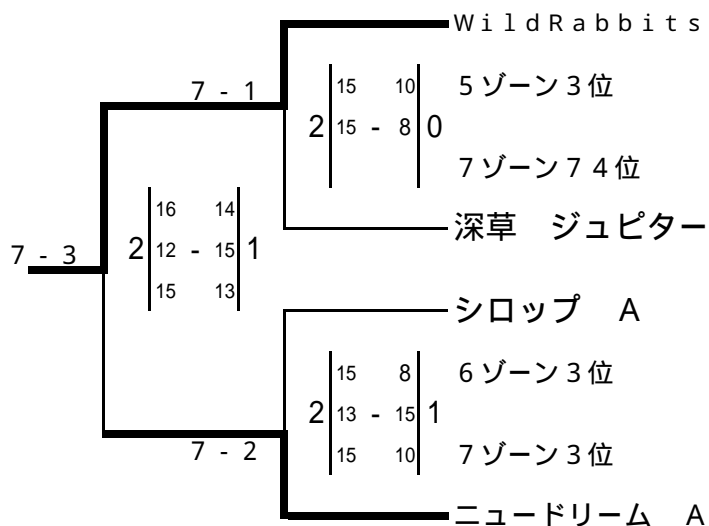 ＷｉｌｄＲａｂｂｉｔｓ
７－１
15 10
５ゾーン３位
2 15 - 8 0
７ゾーン７４位
16 14
深草　ジュピター
７－３
2 12 - 15 1
15 13
シロップ　Ａ
15 8
６ゾーン３位
2 13 - 15 1
７－２
15 10
７ゾーン３位
ニュードリーム　Ａ